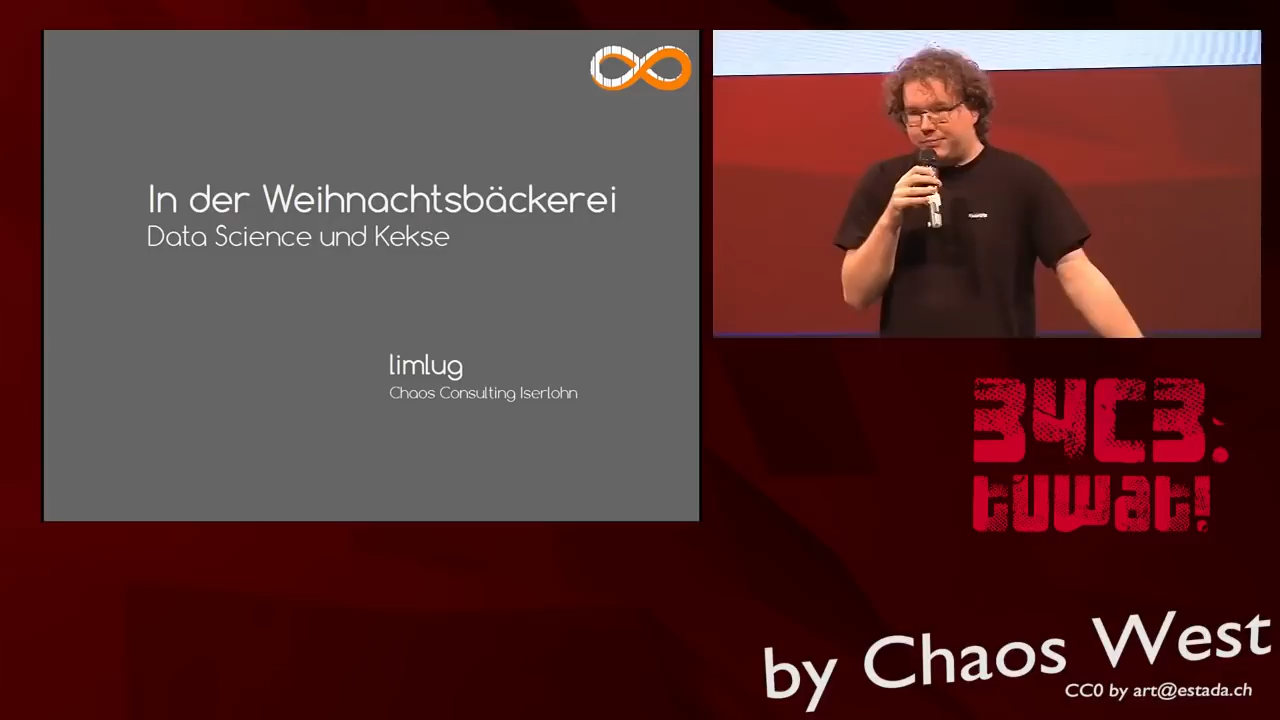 In der Weihnachtsbäckerei
Data Science und Kekse
limlug
Chaos Consulting Iserlohn
34C3:
tuwat!
by Chaos West
CC0 by art@estada.ch